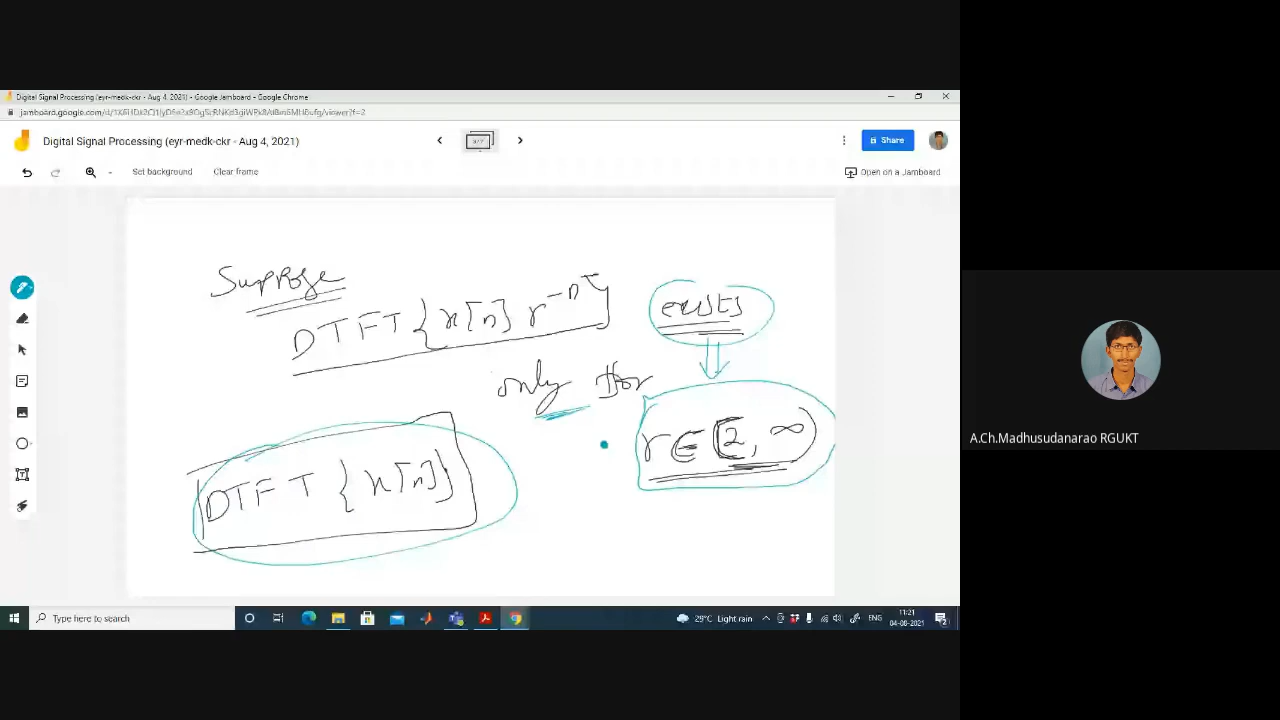 Digital Signal Processing (eyr-medk-ckr - Aug 4, 2021) - Google Jamboard - Google Chrome
Digital Signal Processing (eyr-medk-ckr - Aug 4, 2021)
Share
Set background
Clear frame
Open on a Jamboard
Suppose
DTFT {x[n] r^-n} exists
only for
r ∈ (2, ∞)
DTFT {x[n]}
A.Ch.Madhusudanarao RGUKT
Type here to search
29°C Light rain
ENG
11:21
04-08-2021
2